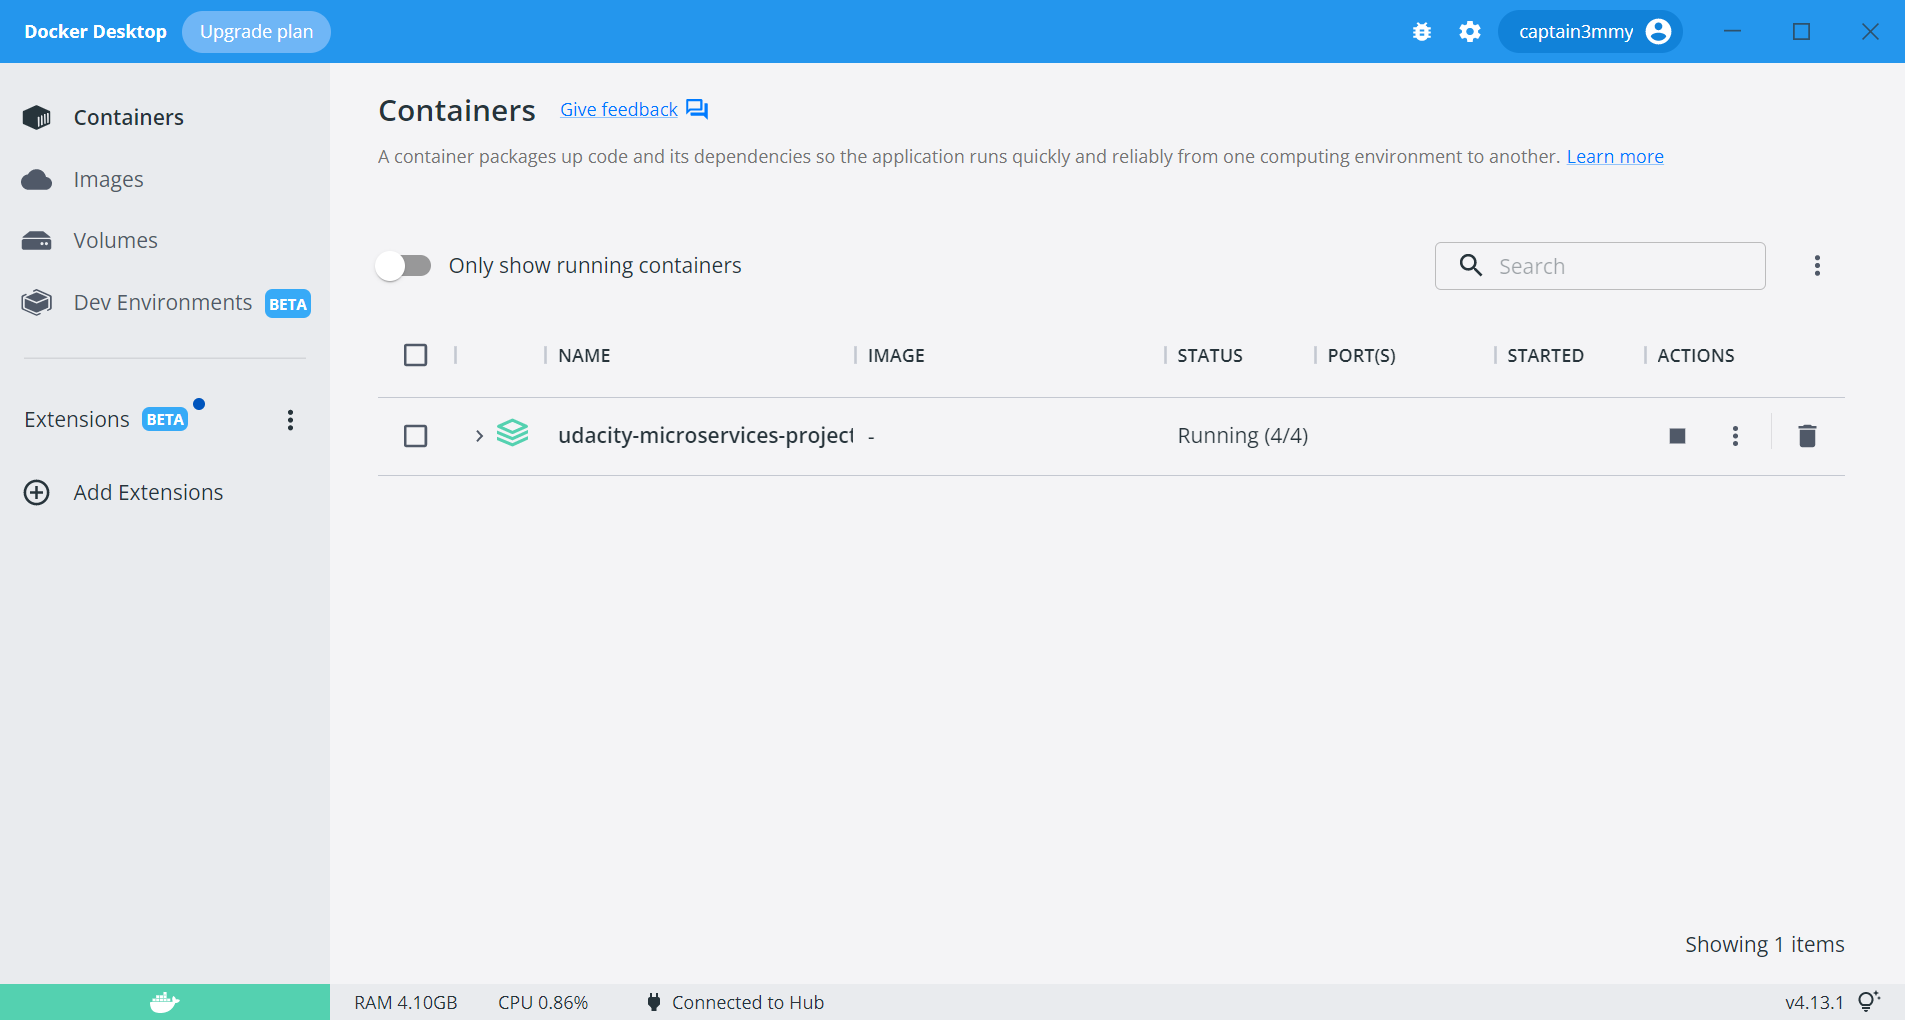 Docker Desktop Upgrade plan captain3mmy
Containers
Images
Volumes
Dev Environments BETA
Extensions BETA
Add Extensions
Containers Give feedback
A container packages up code and its dependencies so the application runs quickly and reliably from one computing environment to another. Learn more
Only show running containers Search
NAME IMAGE STATUS PORT(S) STARTED ACTIONS
udacity-microservices-project - Running (4/4)
Showing 1 items
RAM 4.10GB CPU 0.86% Connected to Hub v4.13.1